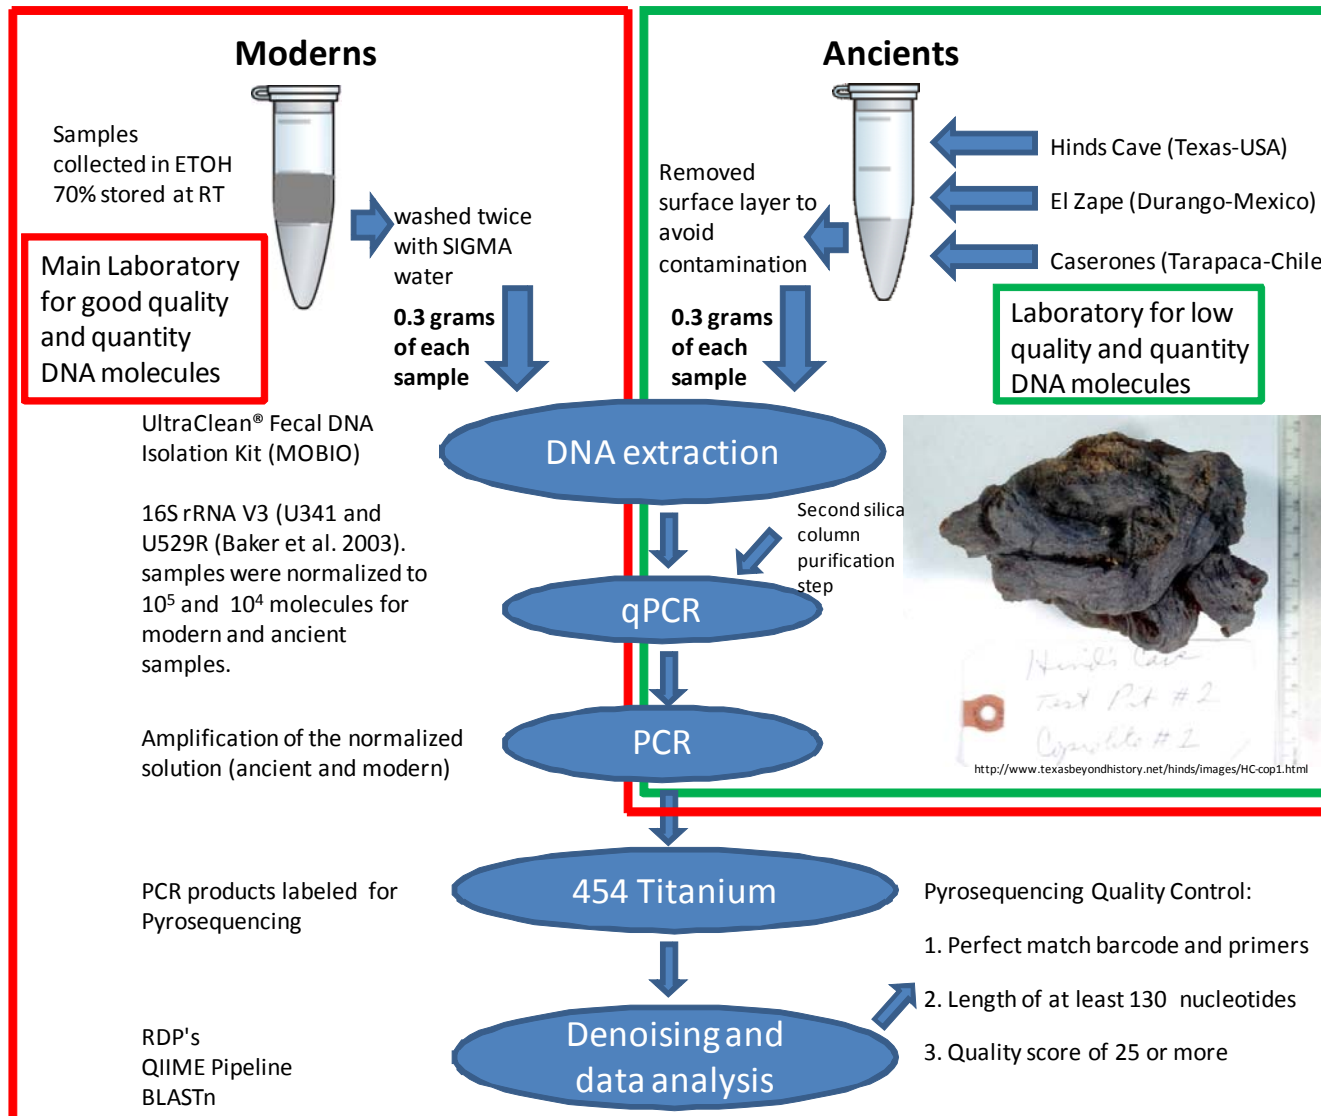 Moderns
Samples
collected in ETOH
70% stored at RT
washed twice
with SIGMA
water
Main Laboratory
for good quality
and quantity
DNA molecules
0.3 grams
of each
sample
Ancients
Removed
surface layer to
avoid
contamination
Hinds Cave (Texas-USA)
El Zape (Durango-Mexico)
Caserones (Tarapaca-Chile
0.3 grams
of each
sample
Laboratory for low
quality and quantity
DNA molecules
UltraClean® Fecal DNA
Isolation Kit (MOBIO)
DNA extraction
16S rRNA V3 (U341 and
U529R (Baker et al. 2003).
samples were normalized to
10⁵ and 10⁴ molecules for
modern and ancient
samples.
Second silica
column
purification
step
qPCR
Hind's Cave
Test Pit #2
Coprolite #2
http://www.texasbeyondhistory.net/hinds/images/HC-cop1.html
Amplification of the normalized
solution (ancient and modern)
PCR
PCR products labeled for
Pyrosequencing
454 Titanium
Pyrosequencing Quality Control:
1. Perfect match barcode and primers
2. Length of at least 130 nucleotides
3. Quality score of 25 or more
RDP's
QIIME Pipeline
BLASTn
Denoising and
data analysis